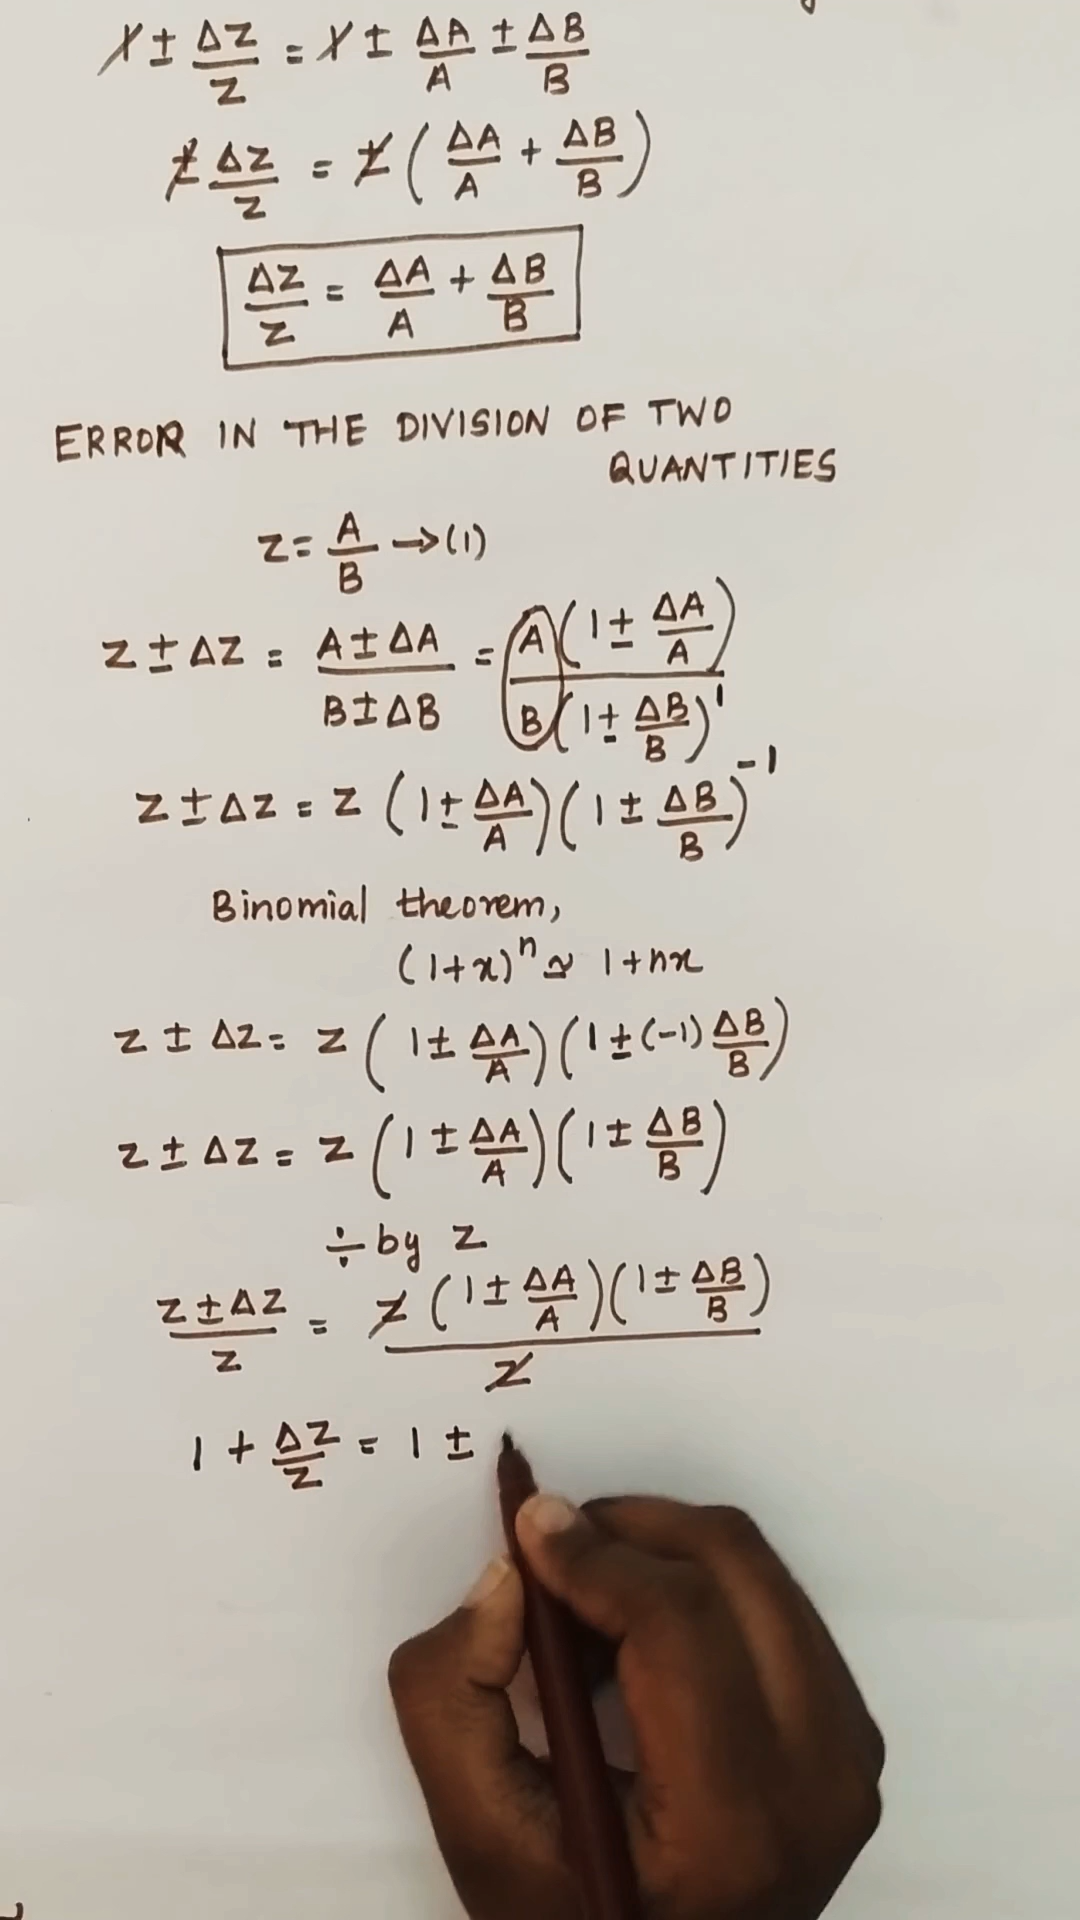 1 ± ΔZ/Z = 1 ± ΔA/A ± ΔB/B
± ΔZ/Z = ± (ΔA/A + ΔB/B)
ΔZ/Z = ΔA/A + ΔB/B
ERROR IN THE DIVISION OF TWO
QUANTITIES
Z = A/B → (1)
Z ± ΔZ = A ± ΔA / B ± ΔB = A (1 ± ΔA/A) / B (1 ± ΔB/B)¹
Z ± ΔZ = Z (1 ± ΔA/A) (1 ± ΔB/B)⁻¹
Binomial theorem,
(1+x)ⁿ ≃ 1+nx
Z ± ΔZ = Z (1 ± ΔA/A) (1 ± (-1) ΔB/B)
Z ± ΔZ = Z (1 ± ΔA/A) (1 ± ΔB/B)
÷ by Z
Z ± ΔZ / Z = Z (1 ± ΔA/A) (1 ± ΔB/B) / Z
1 + ΔZ/Z = 1 ±